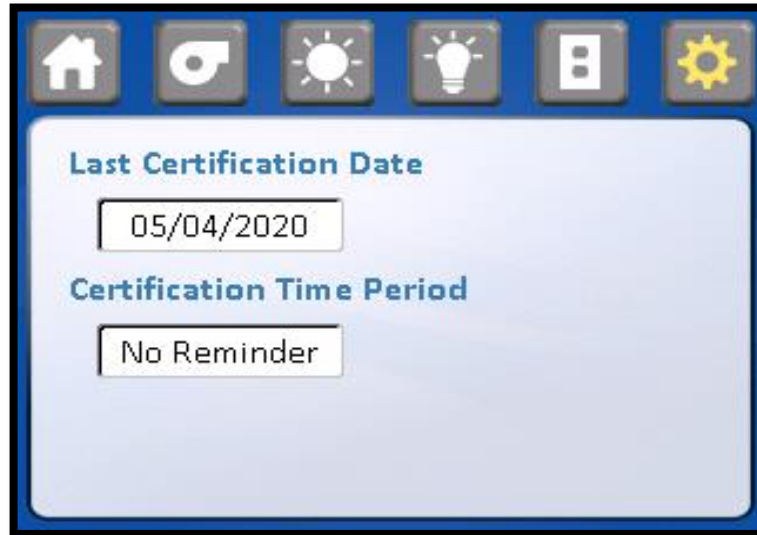 Last Certification Date
05/04/2020
Certification Time Period
No Reminder